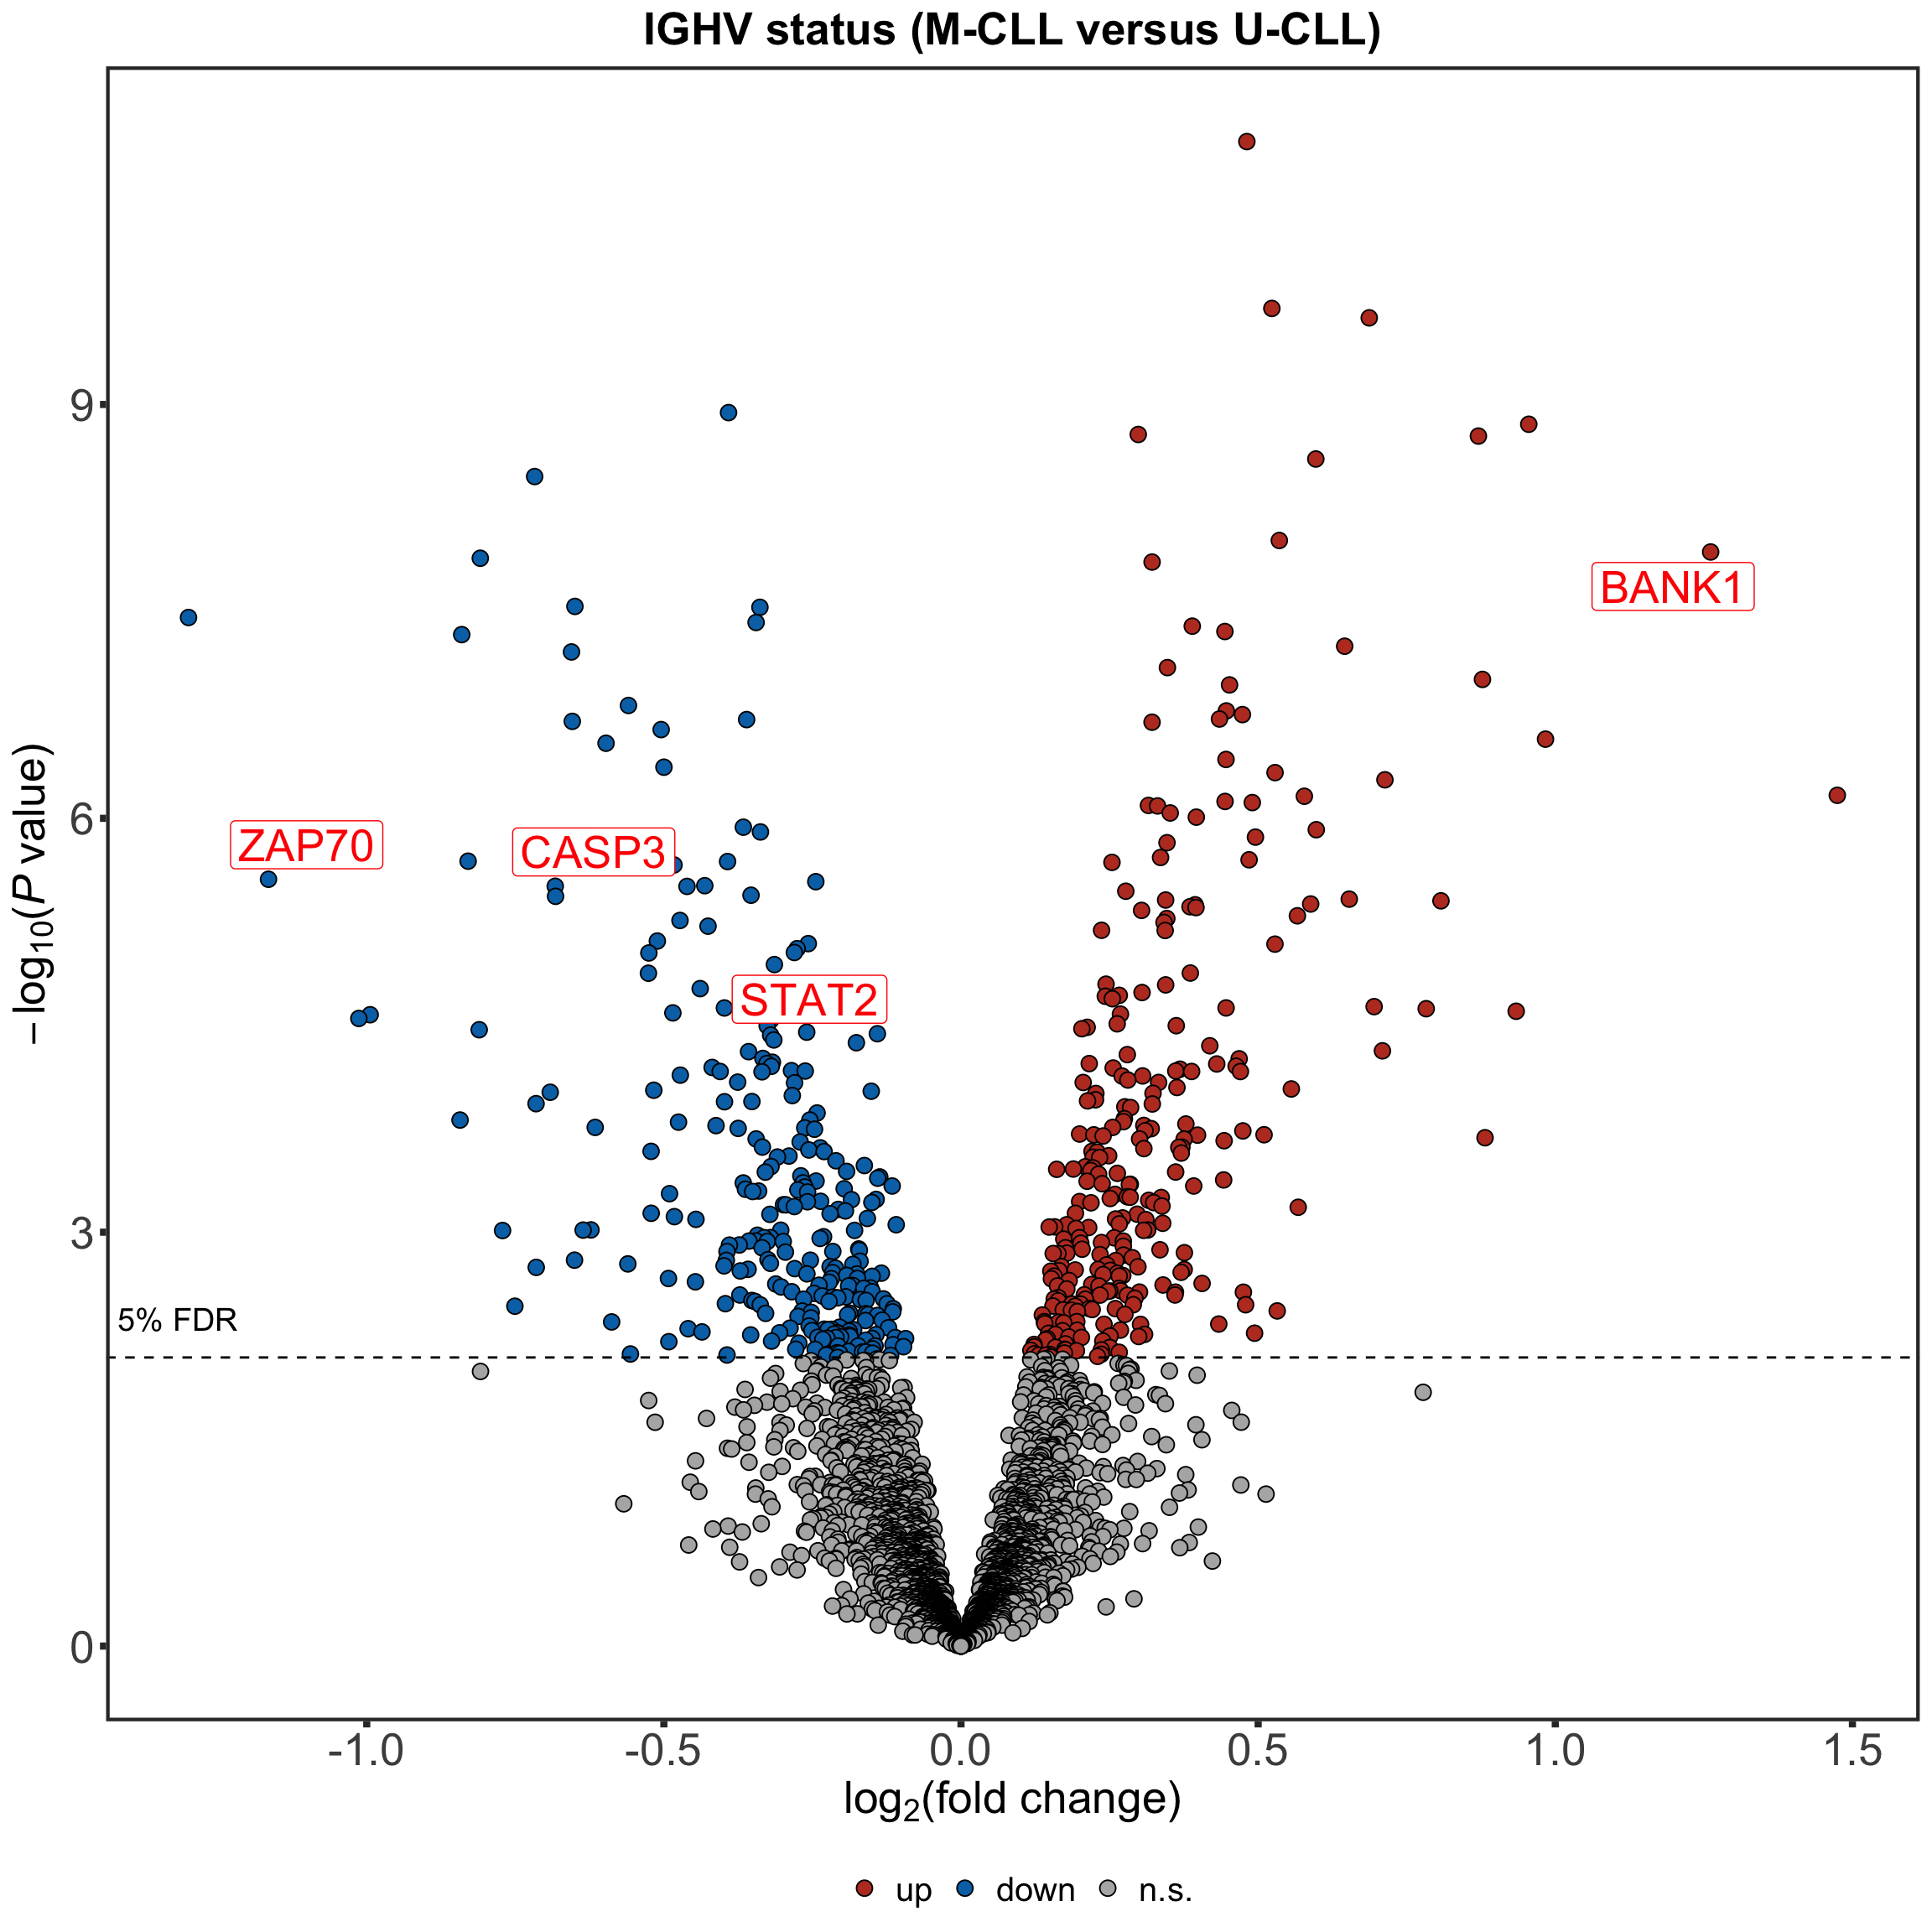 IGHV status (M-CLL versus U-CLL)
−log10(P value)
9
6
3
0
BANK1
ZAP70
CASP3
STAT2
5% FDR
-1.0 -0.5 0.0 0.5 1.0 1.5
log2(fold change)
up down n.s.